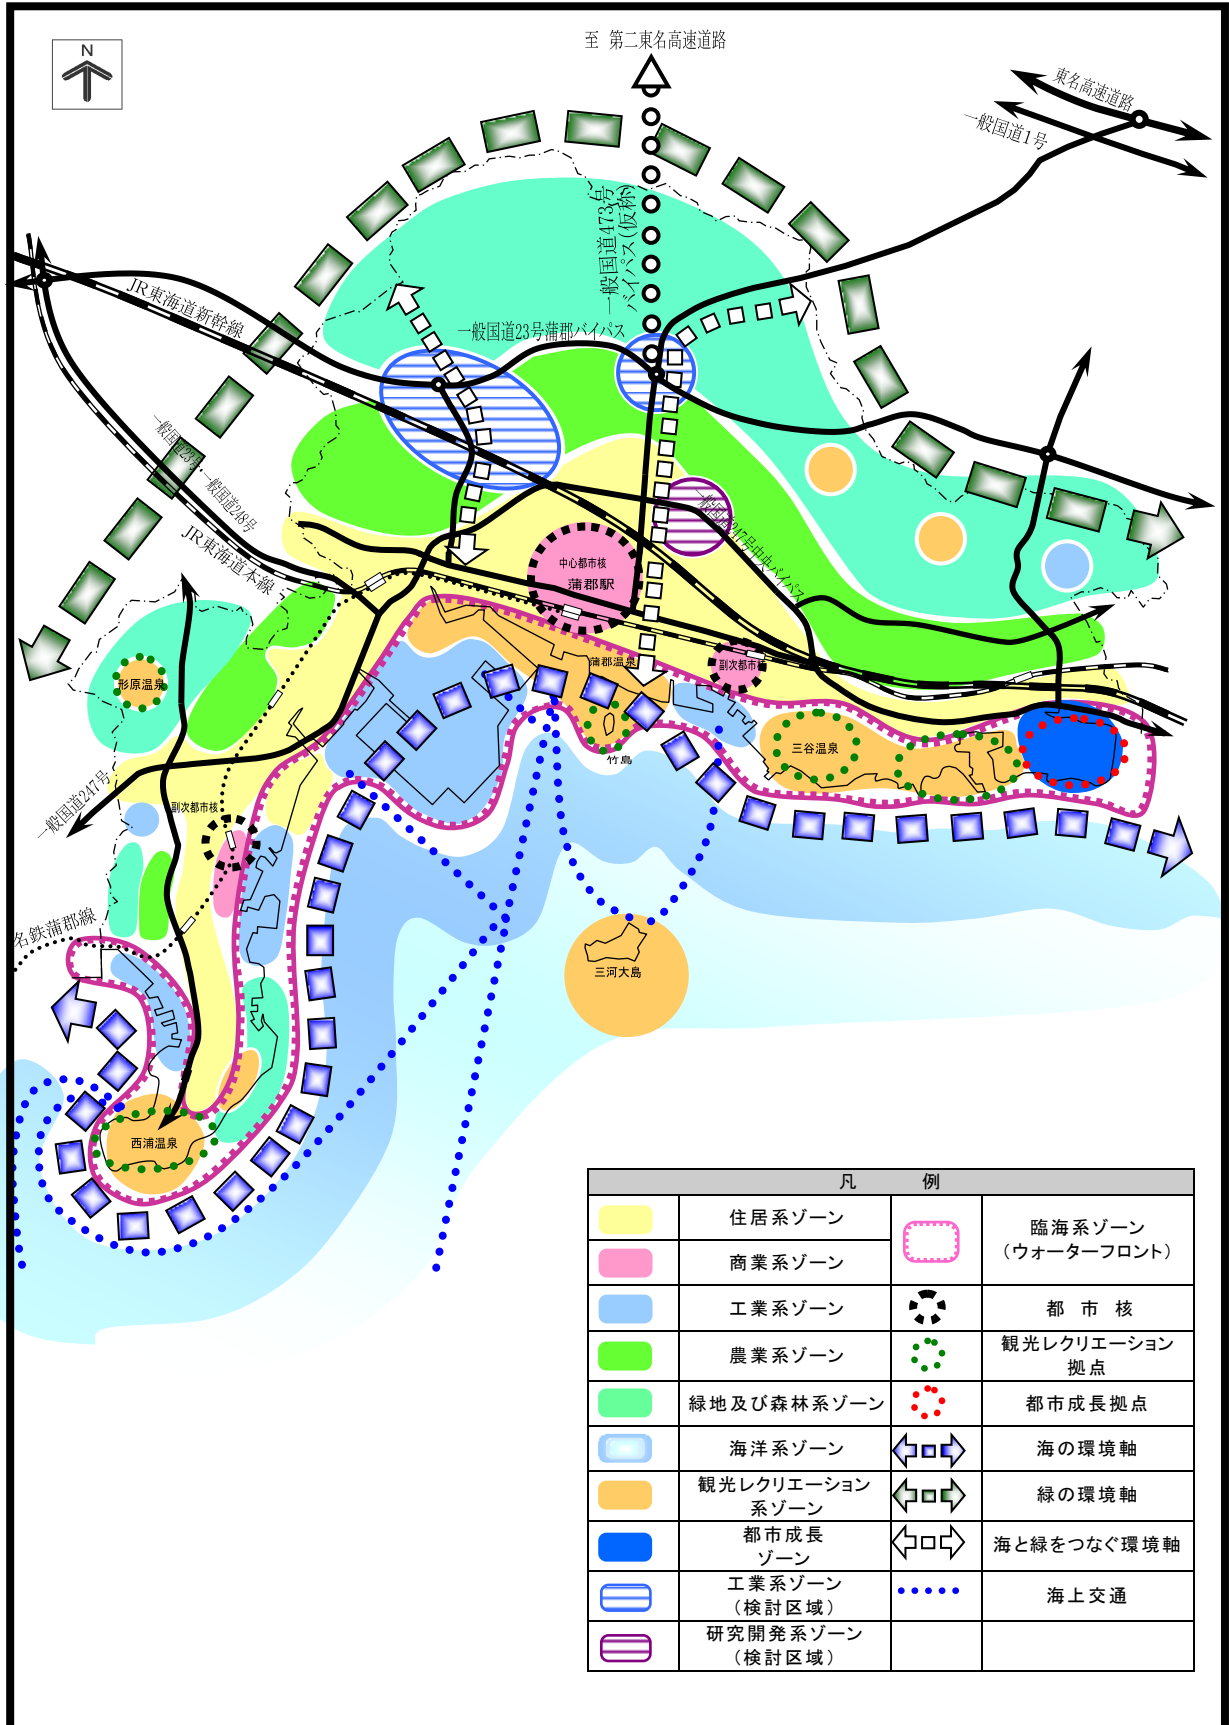 至 第二東名高速道路
N
東名高速道路
一般国道1号
一般国道473号
バイパス(仮称)
JR東海道新幹線
一般国道23号蒲郡バイパス
一般国道23号
一般国道248号
JR東海道本線
一般国道247号中央バイパス
中心都市核
蒲郡駅
蒲郡温泉
副次都市核
形原温泉
三谷温泉
竹島
一般国道247号
副次都市核
名鉄蒲郡線
三河大島
西浦温泉
凡 例
住居系ゾーン
臨海系ゾーン
(ウォーターフロント)
商業系ゾーン
工業系ゾーン
都 市 核
農業系ゾーン
観光レクリエーション
拠点
緑地及び森林系ゾーン
都市成長拠点
海洋系ゾーン
海の環境軸
観光レクリエーション
系ゾーン
緑の環境軸
都市成長
ゾーン
海と緑をつなぐ環境軸
工業系ゾーン
(検討区域)
海上交通
研究開発系ゾーン
(検討区域)